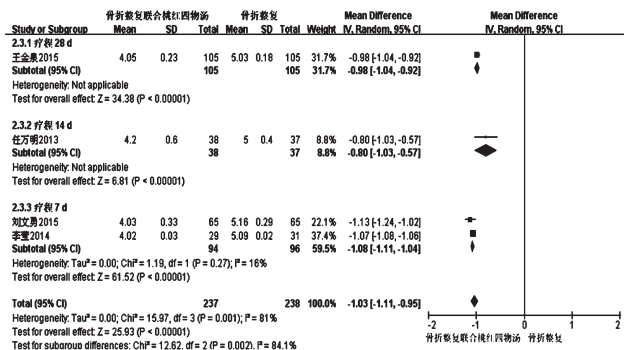 骨折整复联合桃红四物汤 骨折整复 Mean Difference Mean Difference
Study or Subgroup Mean SD Total Mean SD Total Weight IV, Random, 95% CI IV, Random, 95% CI
2.3.1 疗程 28 d
王金泉2015 4.05 0.23 105 5.03 0.18 105 31.7% -0.98 [-1.04, -0.92]
Subtotal (95% CI) 105 105 31.7% -0.98 [-1.04, -0.92]
Heterogeneity: Not applicable
Test for overall effect: Z = 34.38 (P < 0.00001)
2.3.2 疗程 14 d
任万明2013 4.2 0.6 38 5 0.4 37 8.8% -0.80 [-1.03, -0.57]
Subtotal (95% CI) 38 37 8.8% -0.80 [-1.03, -0.57]
Heterogeneity: Not applicable
Test for overall effect: Z = 6.81 (P < 0.00001)
2.3.3 疗程 7 d
刘文勇2015 4.03 0.33 65 5.16 0.29 65 22.1% -1.13 [-1.24, -1.02]
李莹2014 4.02 0.03 29 5.09 0.02 31 37.4% -1.07 [-1.08, -1.06]
Subtotal (95% CI) 94 96 59.5% -1.08 [-1.11, -1.04]
Heterogeneity: Tau² = 0.00; Chi² = 1.19, df = 1 (P = 0.27); I² = 16%
Test for overall effect: Z = 61.52 (P < 0.00001)
Total (95% CI) 237 238 100.0% -1.03 [-1.11, -0.95]
Heterogeneity: Tau² = 0.00; Chi² = 15.97, df = 3 (P = 0.001); I² = 81%
Test for overall effect: Z = 25.93 (P < 0.00001)
Test for subgroup differences: Chi² = 12.62, df = 2 (P = 0.002), I² = 84.1%
-2 -1 0 1 2
骨折整复联合桃红四物汤 骨折整复